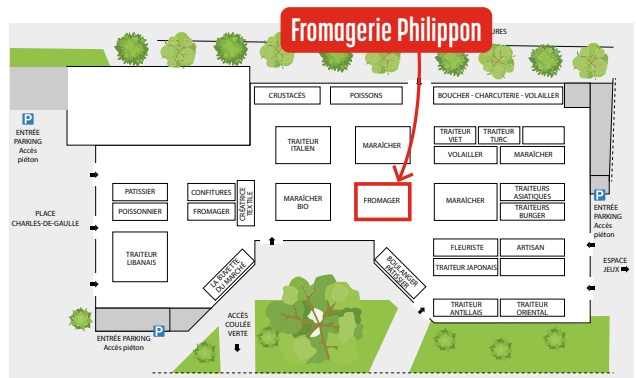 Fromagerie Philippon
URES
CRUSTACÉS
POISSONS
BOUCHER - CHARCUTERIE - VOLAILLER
P
ENTRÉE
PARKING
Accès
piéton
TRAITEUR
ITALIEN
MARAÎCHER
TRAITEUR
VIET
TRAITEUR
TURC
VOLAILLER
MARAÎCHER
PATISSIER
CONFITURES
CRÉATRICE
TEXTILE
POISSONNIER
FROMAGER
MARAÎCHER
BIO
FROMAGER
MARAÎCHER
TRAITEURS
ASIATIQUES
TRAITEURS
BURGER
P
ENTRÉE
PARKING
Accès
piéton
PLACE
CHARLES-DE-GAULLE
TRAITEUR
LIBANAIS
LA BUVETTE
DU MARCHÉ
BOULANGER
PÂTISSIER
FLEURISTE
ARTISAN
TRAITEUR JAPONAIS
ESPACE
JEUX
TRAITEUR
ANTILLAIS
TRAITEUR
ORIENTAL
ENTRÉE PARKING
Accès piéton
P
ACCÈS
COULÉE
VERTE